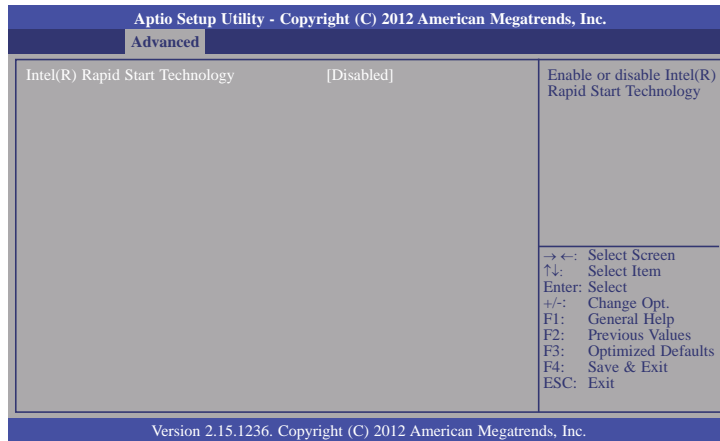 Aptio Setup Utility - Copyright (C) 2012 American Megatrends, Inc.
Advanced
Intel(R) Rapid Start Technology [Disabled]
Enable or disable Intel(R)
Rapid Start Technology
→ ←: Select Screen
↑↓: Select Item
Enter: Select
+/-: Change Opt.
F1: General Help
F2: Previous Values
F3: Optimized Defaults
F4: Save & Exit
ESC: Exit
Version 2.15.1236. Copyright (C) 2012 American Megatrends, Inc.